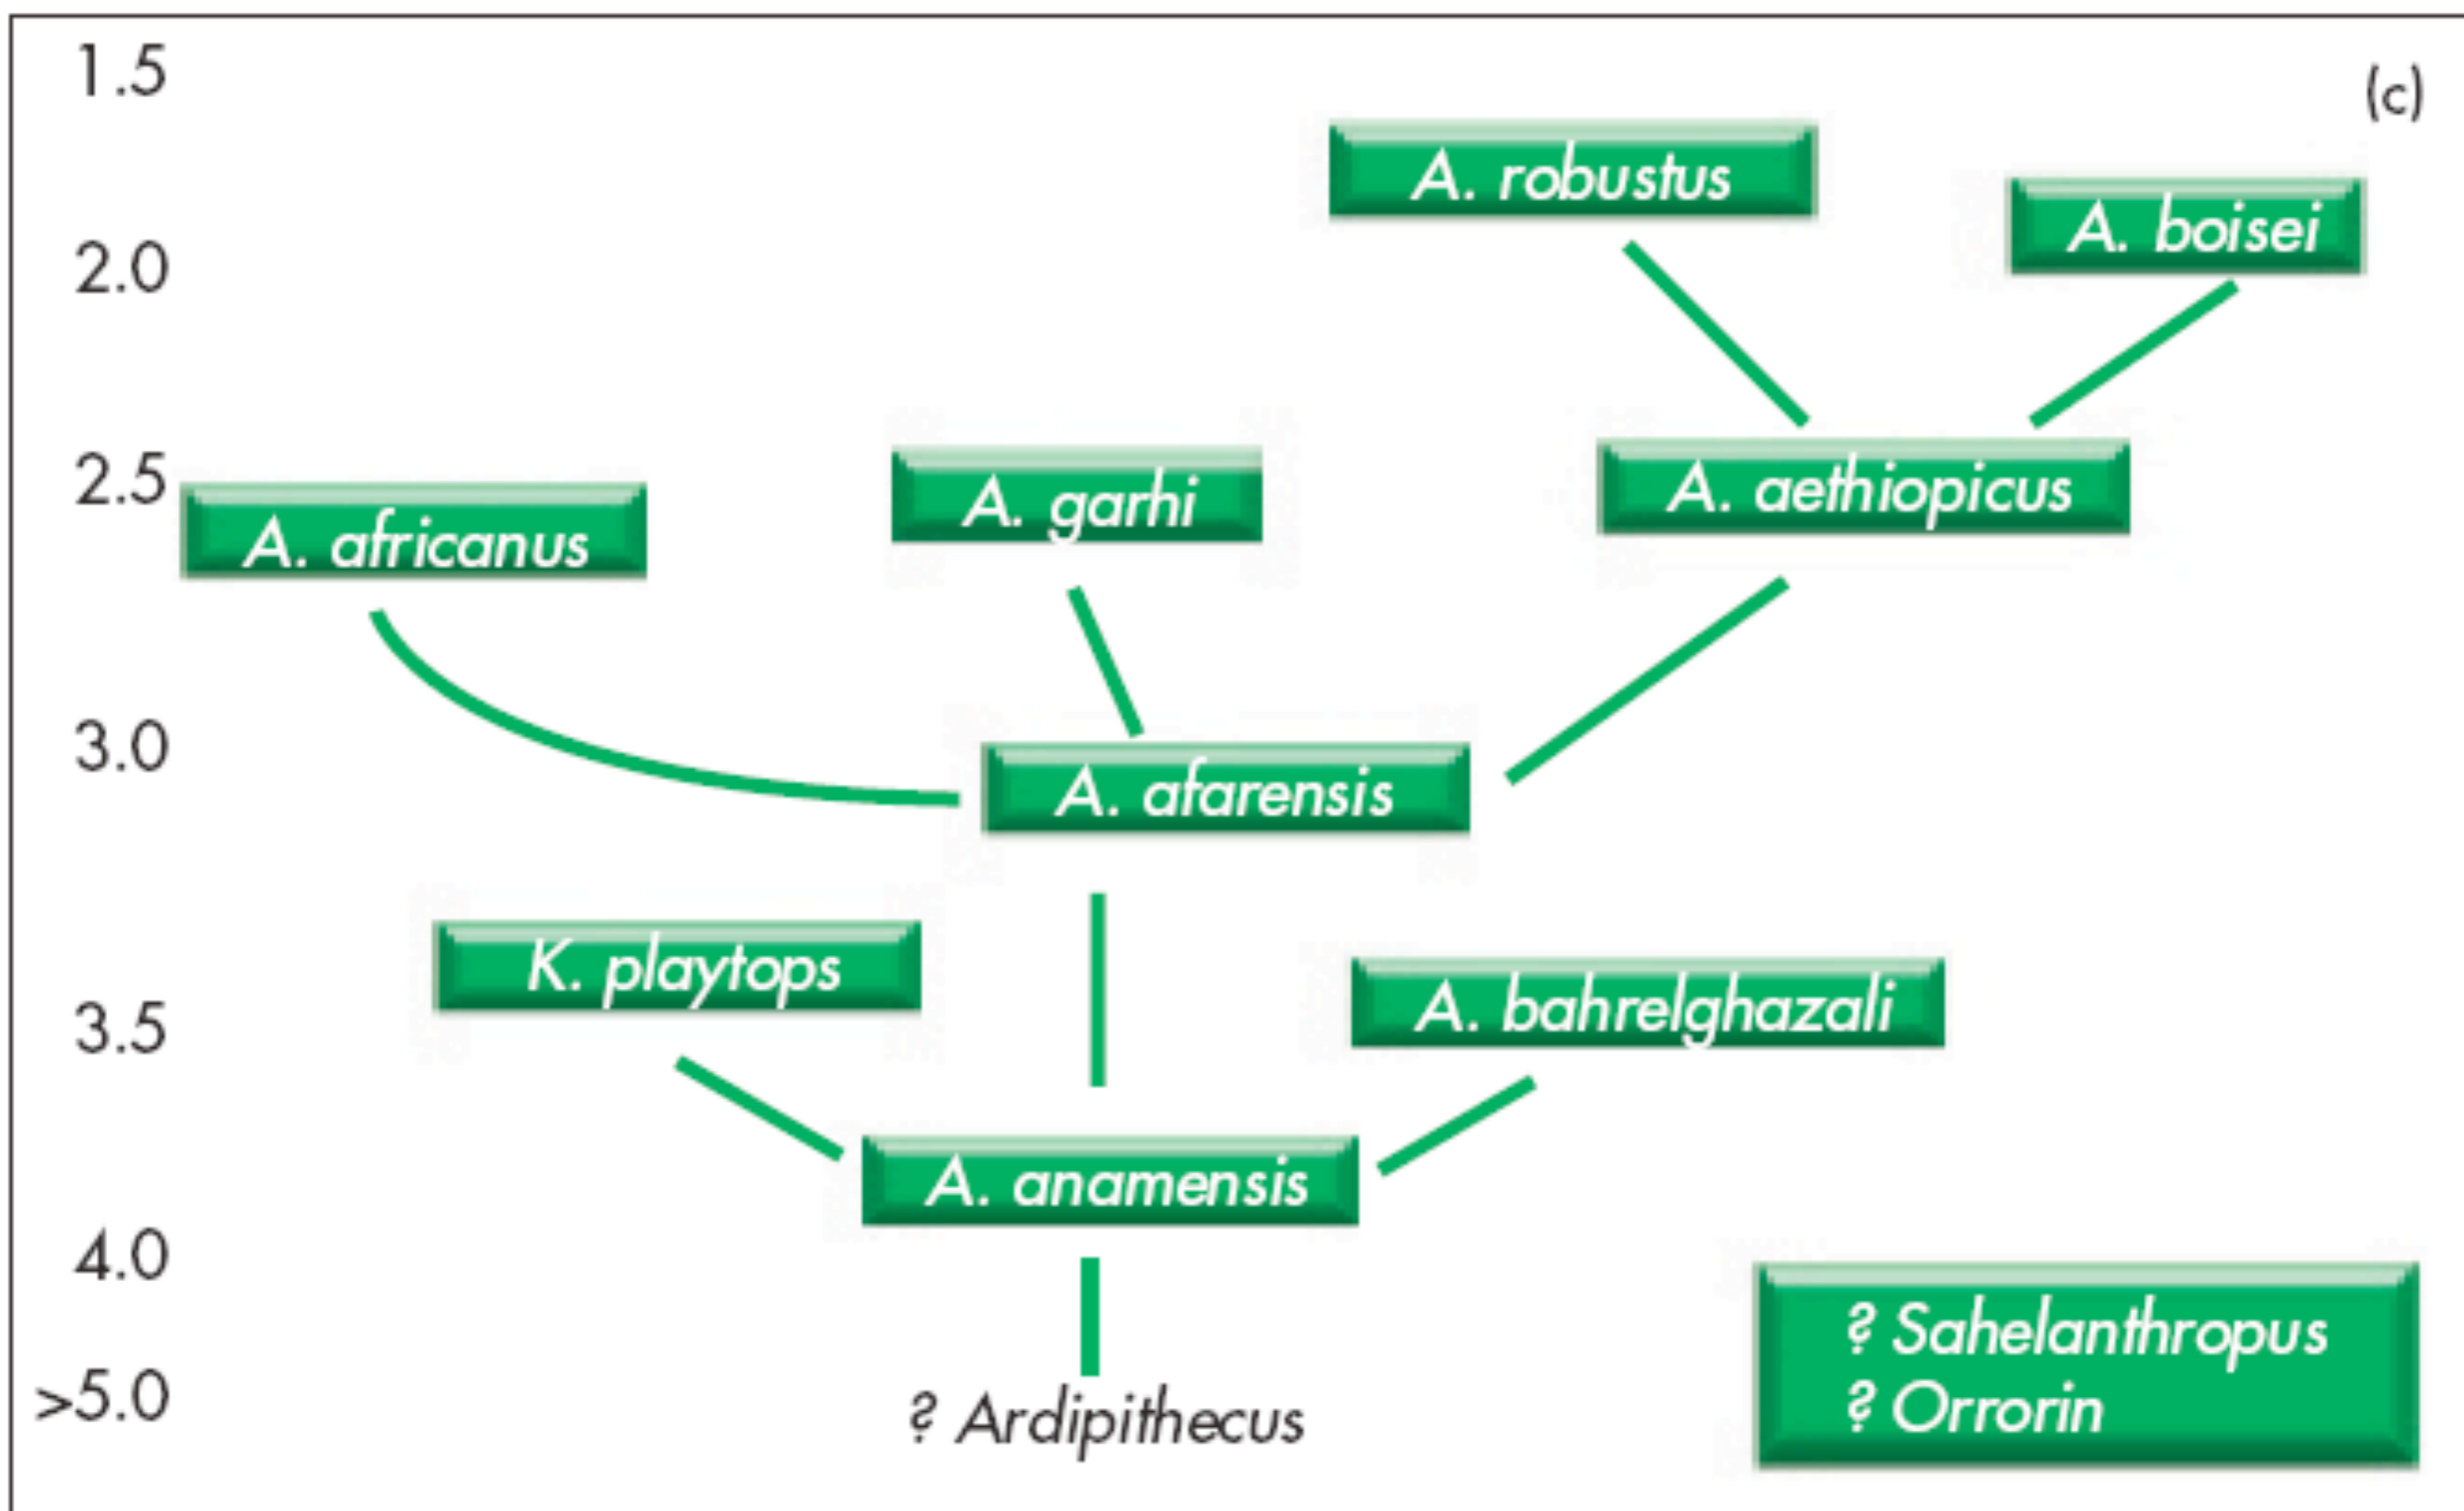 1.5
(c)
A. robustus
A. boisei
2.0
2.5
A. garhi
A. aethiopicus
A. africanus
3.0
A. afarensis
K. playtops
A. bahrelghazali
3.5
A. anamensis
4.0
? Sahelanthropus
? Orrorin
>5.0
? Ardipithecus